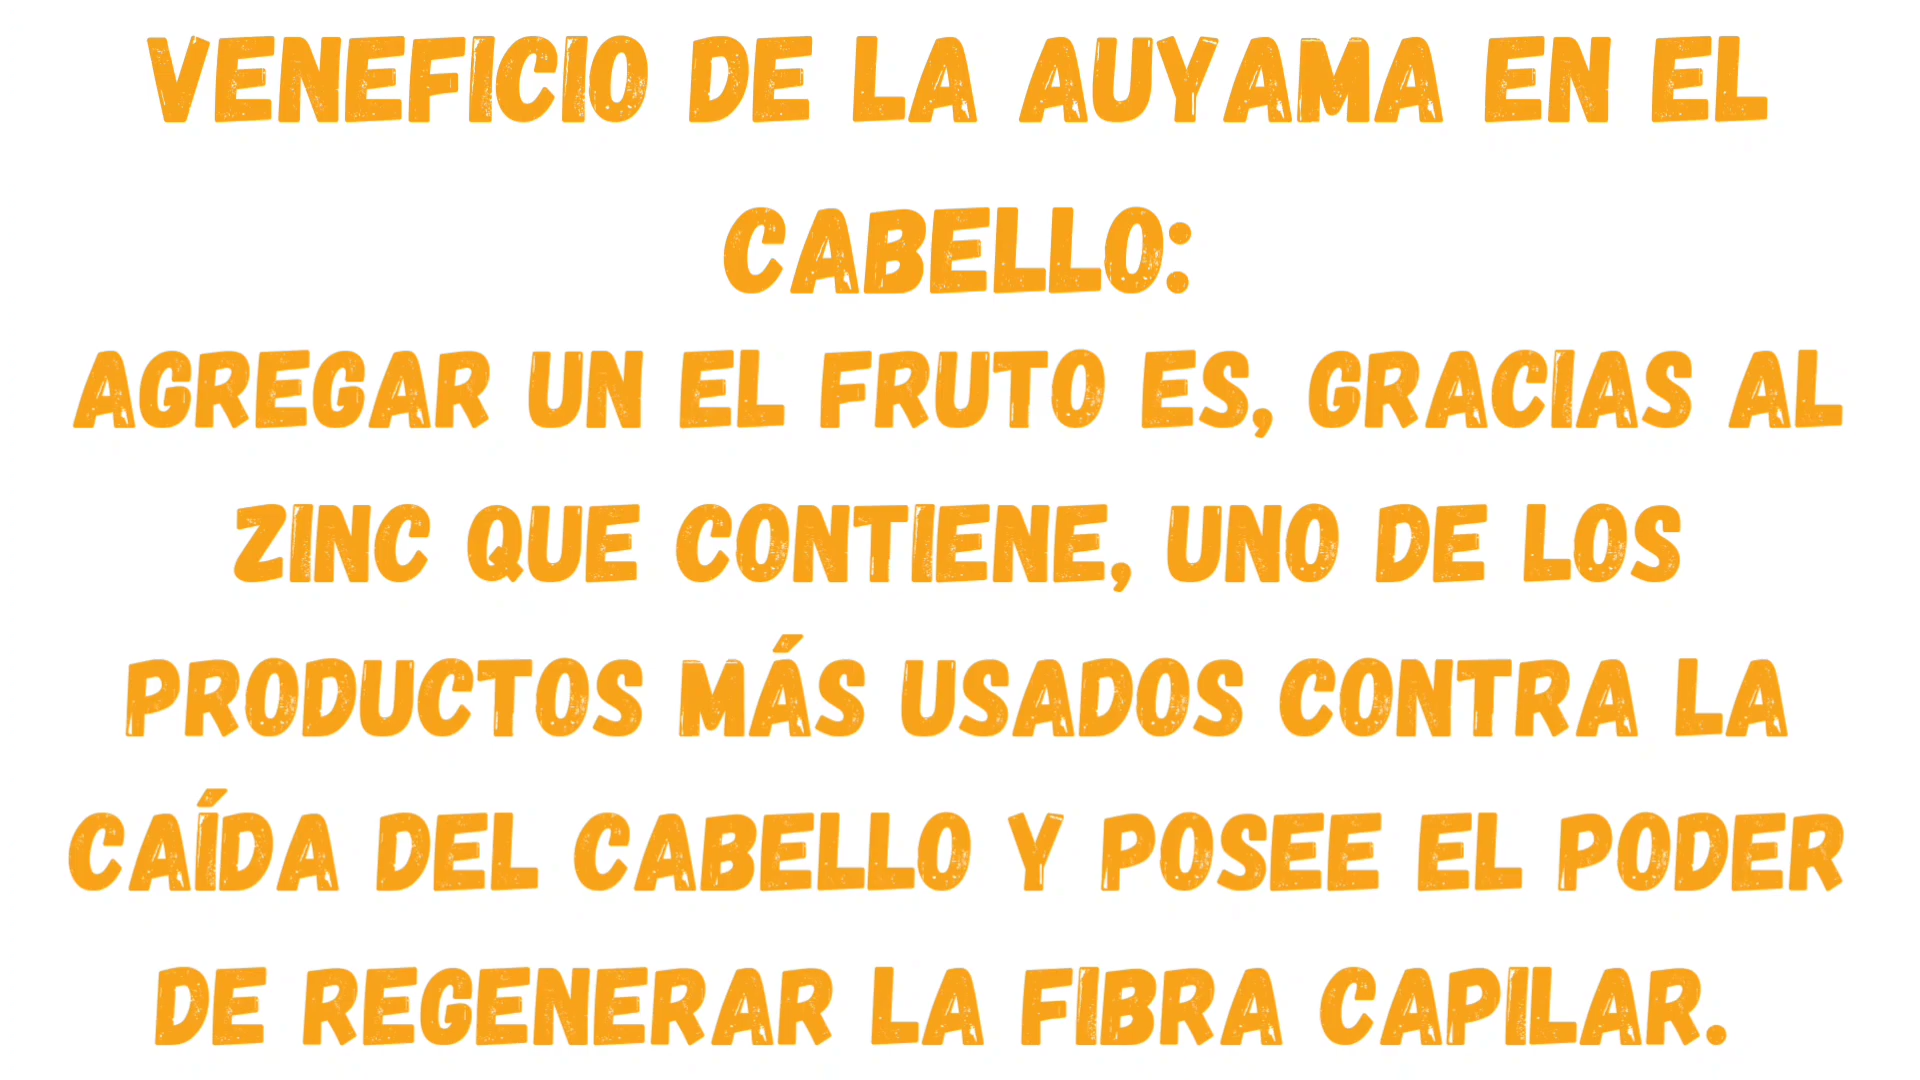 VENEFICIO DE LA AUYAMA EN EL
CABELLO:
AGREGAR UN EL FRUTO ES, GRACIAS AL
ZINC QUE CONTIENE, UNO DE LOS
PRODUCTOS MÁS USADOS CONTRA LA
CAÍDA DEL CABELLO Y POSEE EL PODER
DE REGENERAR LA FIBRA CAPILAR.